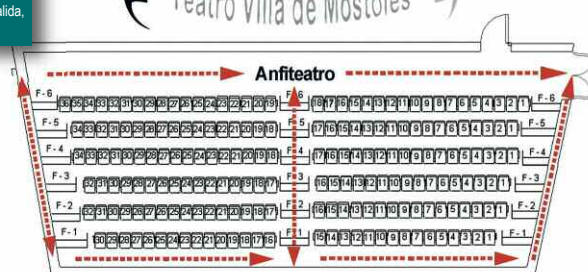 alida,
Teatro Villa de Móstoles
Anfiteatro
F-6 36 35 34 33 32 31 30 29 28 27 26 25 24 23 22 21 20 19 F-6 18 17 16 15 14 13 12 11 10 9 8 7 6 5 4 3 2 1 F-6
F-5 34 33 32 31 30 29 28 27 26 25 24 23 22 21 20 19 18 F-5 17 16 15 14 13 12 11 10 9 8 7 6 5 4 3 2 1 F-5
F-4 34 33 32 31 30 29 28 27 26 25 24 23 22 21 20 19 18 F-4 17 16 15 14 13 12 11 10 9 8 7 6 5 4 3 2 1 F-4
F-3 32 31 30 29 28 27 26 25 24 23 22 21 20 19 18 17 F-3 16 15 14 13 12 11 10 9 8 7 6 5 4 3 2 1 F-3
F-2 32 31 30 29 28 27 26 25 24 23 22 21 20 19 18 17 F-2 16 15 14 13 12 11 10 9 8 7 6 5 4 3 2 1 F-2
F-1 30 29 28 27 26 25 24 23 22 21 20 19 18 17 16 F-1 15 14 13 12 11 10 9 8 7 6 5 4 3 2 1 F-1